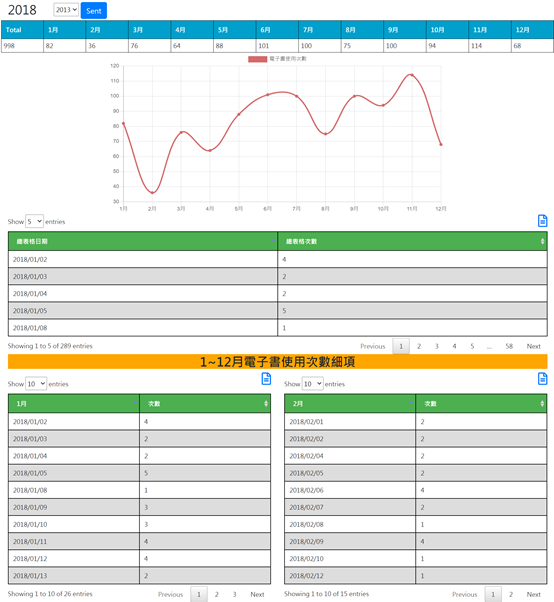 2018 2013 Sent
Total 1月 2月 3月 4月 5月 6月 7月 8月 9月 10月 11月 12月
998 82 36 76 64 88 101 100 75 100 94 114 68
電子書使用次數
120
110
100
90
80
70
60
50
40
30
1月 2月 3月 4月 5月 6月 7月 8月 9月 10月 11月 12月
Show 5 entries
總表格日期 總表格次數
2018/01/02 4
2018/01/03 2
2018/01/04 2
2018/01/05 5
2018/01/08 1
Showing 1 to 5 of 289 entries Previous 1 2 3 4 5 ... 58 Next
1~12月電子書使用次數細項
Show 10 entries
1月 次數
2018/01/02 4
2018/01/03 2
2018/01/04 2
2018/01/05 5
2018/01/08 1
2018/01/09 3
2018/01/10 3
2018/01/11 4
2018/01/12 4
2018/01/13 2
Showing 1 to 10 of 26 entries Previous 1 2 3 Next
Show 10 entries
2月 次數
2018/02/01 2
2018/02/02 2
2018/02/04 2
2018/02/05 2
2018/02/06 4
2018/02/07 2
2018/02/08 1
2018/02/09 4
2018/02/10 1
2018/02/12 1
Showing 1 to 10 of 15 entries Previous 1 2 Next